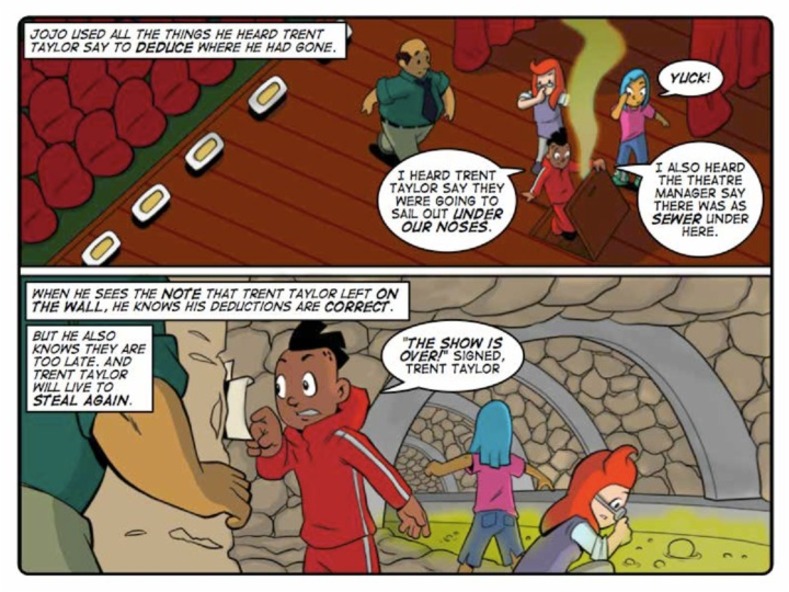 JOJO USED ALL THE THINGS HE HEARD TRENT
TAYLOR SAY TO DEDUCE WHERE HE HAD GONE.
YUCK!
I HEARD TRENT
TAYLOR SAY THEY
WERE GOING TO
SAIL OUT UNDER
OUR NOSES.
I ALSO HEARD
THE THEATRE
MANAGER SAY
THERE WAS AS
SEWER UNDER
HERE.
WHEN HE SEES THE NOTE THAT TRENT TAYLOR LEFT ON
THE WALL, HE KNOWS HIS DEDUCTIONS ARE CORRECT.
BUT HE ALSO
KNOWS THEY ARE
TOO LATE. AND
TRENT TAYLOR
WILL LIVE TO
STEAL AGAIN.
"THE SHOW IS
OVER!" SIGNED,
TRENT TAYLOR